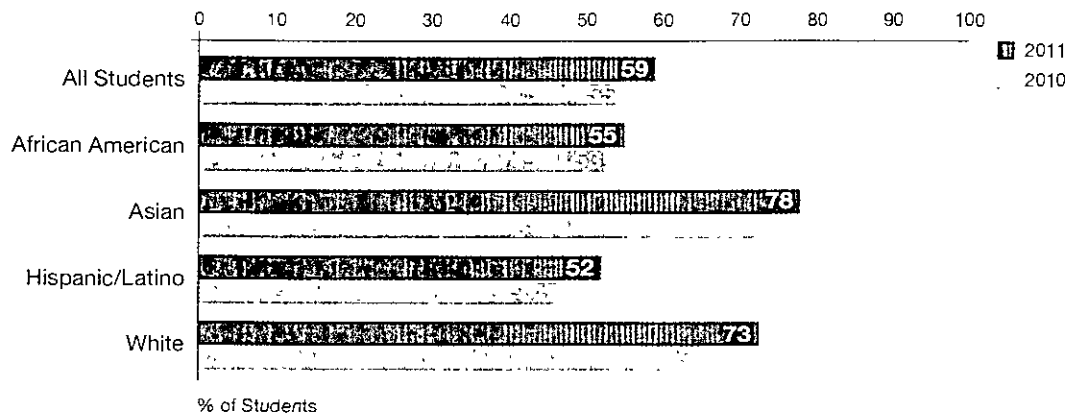 0 10 20 30 40 50 60 70 80 90 100
2011
2010
All Students 59
African American 55
Asian 78
Hispanic/Latino 52
White 73
% of Students